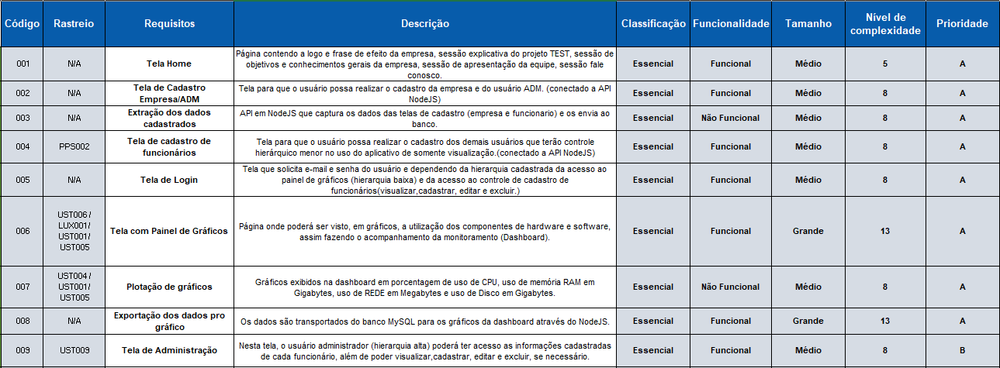 Código Rastreio Requisitos Descrição Classificação Funcionalidade Tamanho Nível de complexidade Prioridade
001 N/A Tela Home Página contendo a logo e frase de efeito da empresa, sessão explicativa do projeto TEST, sessão de objetivos e conhecimentos gerais da empresa, sessão de apresentação da equipe, sessão fale conosco. Essencial Funcional Médio 5 A
002 N/A Tela de Cadastro Empresa/ADM Tela para que o usuário possa realizar o cadastro da empresa e do usuário ADM. (conectado a API NodeJS) Essencial Funcional Médio 8 A
003 N/A Extração dos dados cadastrados API em NodeJS que captura os dados das telas de cadastro (empresa e funcionario) e os envia ao banco. Essencial Não Funcional Médio 8 A
004 PPS002 Tela de cadastro de funcionários Tela para que o usuário possa realizar o cadastro dos demais usuários que terão controle hierárquico menor no uso do aplicativo de somente visualização.(conectado a API NodeJS) Essencial Funcional Médio 8 A
005 N/A Tela de Login Tela que solicita e-mail e senha do usuário e dependendo da hierarquia cadastrada da acesso ao painel de gráficos (hierarquia baixa) e da acesso ao controle de cadastro de funcionários(visualizar,cadastrar, editar e excluir.) Essencial Funcional Médio 8 A
006 UST006 / LUX001/ UST001/ UST005 Tela com Painel de Gráficos Página onde poderá ser visto, em gráficos, a utilização dos componentes de hardware e software, assim fazendo o acompanhamento da monitoramento (Dashboard). Essencial Funcional Grande 13 A
007 UST004 / UST001/ UST005 Plotação de gráficos Gráficos exibidos na dashboard em porcentagem de uso de CPU, uso de memória RAM em Gigabytes, uso de REDE em Megabytes e uso de Disco em Gigabytes. Essencial Não Funcional Médio 8 A
008 N/A Exportação dos dados pro gráfico Os dados são transportados do banco MySQL para os gráficos da dashboard através do NodeJS. Essencial Funcional Grande 13 A
009 UST009 Tela de Administração Nesta tela, o usuário administrador (hierarquia alta) poderá ter acesso as informações cadastradas de cada funcionário, além de poder visualizar,cadastrar, editar e excluir, se necessário. Essencial Funcional Médio 8 B